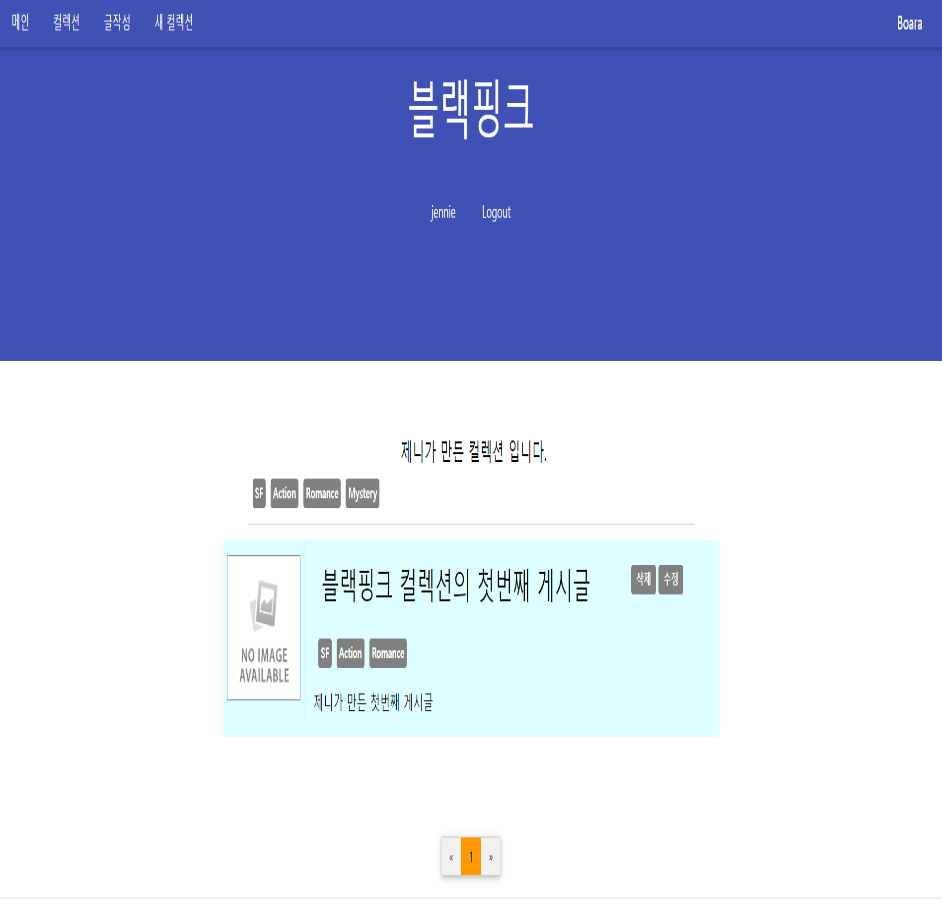 메인 컬렉션 글작성 새 컬렉션 Boara
블랙핑크
jennie Logout
제니가 만든 컬렉션 입니다.
SF Action Romance Mystery
블랙핑크 컬렉션의 첫번째 게시글 삭제 수정
NO IMAGE
AVAILABLE
SF Action Romance
제니가 만든 첫번째 게시글
« 1 »